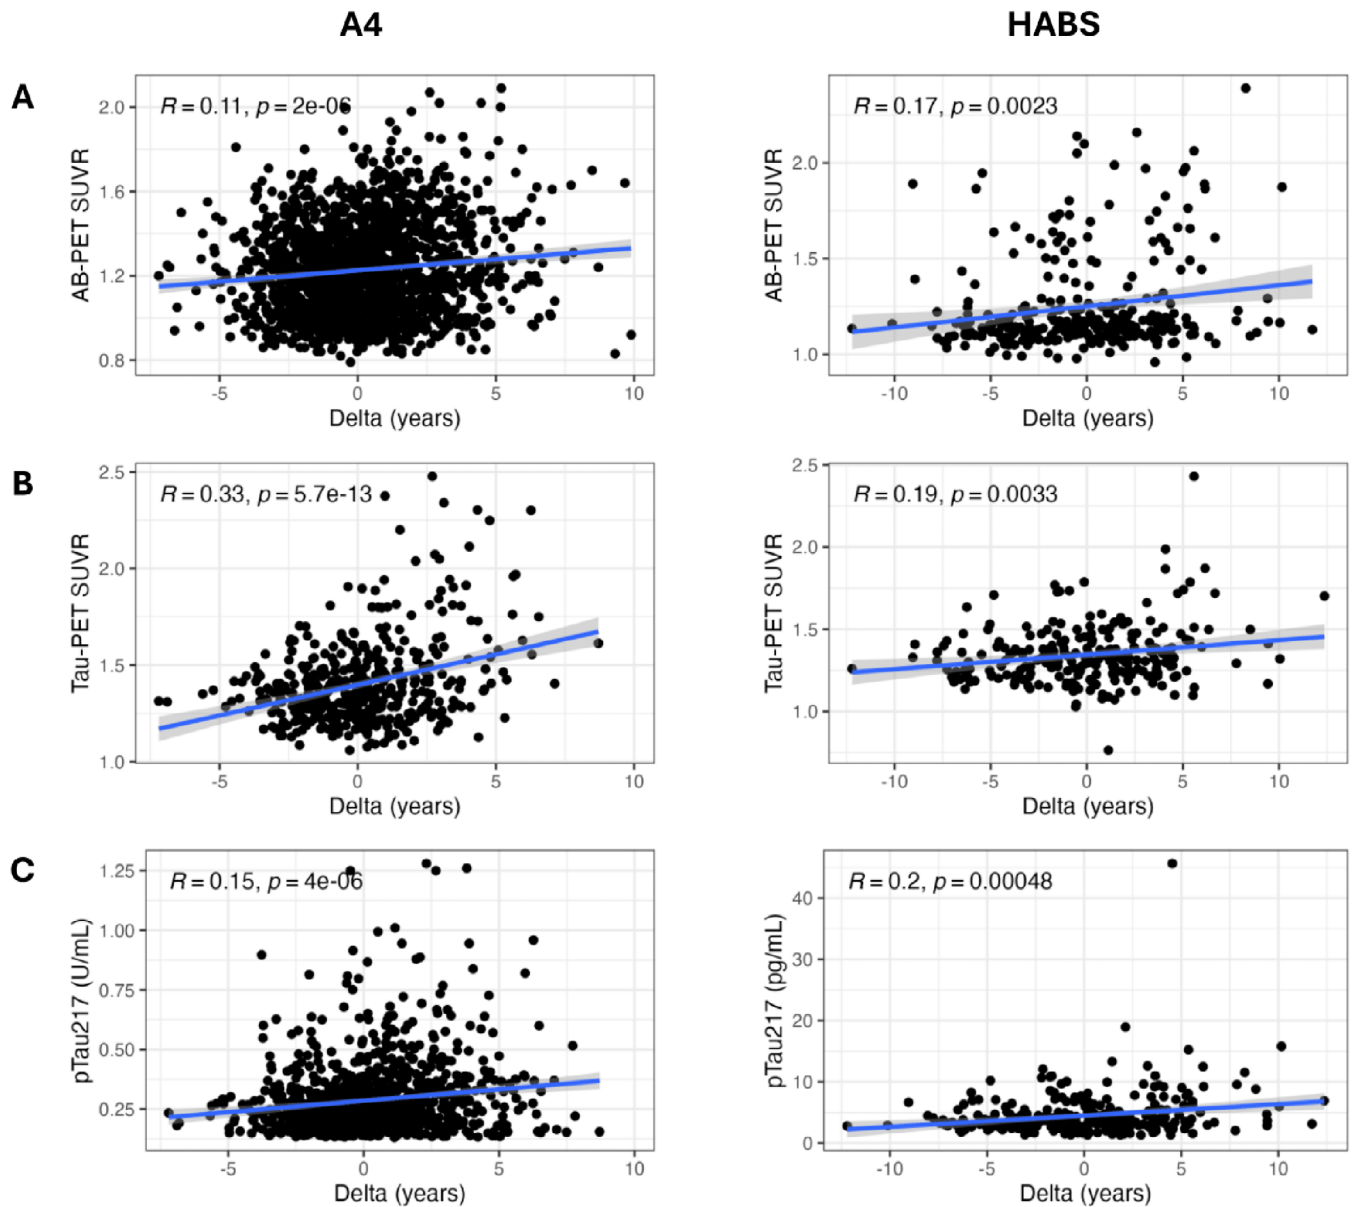 A4
HABS
A
R = 0.11, p = 2e-06
AB-PET SUVR
2.0
1.6
1.2
0.8
-5
0
5
10
Delta (years)
R = 0.17, p = 0.0023
AB-PET SUVR
2.0
1.5
1.0
-10
-5
0
5
10
Delta (years)
B
R = 0.33, p = 5.7e-13
Tau-PET SUVR
2.5
2.0
1.5
1.0
-5
0
5
10
Delta (years)
R = 0.19, p = 0.0033
Tau-PET SUVR
2.5
2.0
1.5
1.0
-10
-5
0
5
10
Delta (years)
C
R = 0.15, p = 4e-06
pTau217 (U/mL)
1.25
1.00
0.75
0.50
0.25
-5
0
5
10
Delta (years)
R = 0.2, p = 0.00048
pTau217 (pg/mL)
40
30
20
10
0
-10
-5
0
5
10
Delta (years)